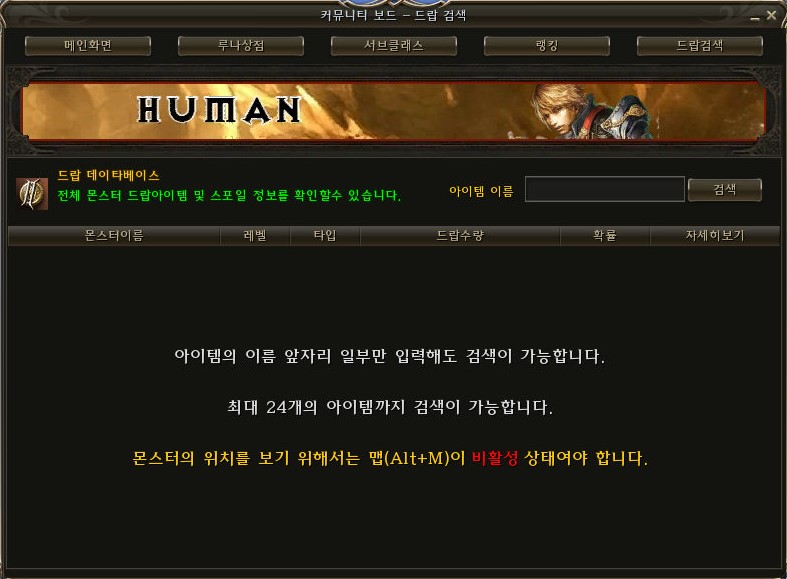 커뮤니티 보드 - 드랍 검색
메인화면 루나상점 서브클래스 랭킹 드랍검색
HUMAN
드랍 데이타베이스
전체 몬스터 드랍아이템 및 스포일 정보를 확인할수 있습니다.
아이템 이름 검색
몬스터이름 레벨 타입 드랍수량 확률 자세히보기
아이템의 이름 앞자리 일부만 입력해도 검색이 가능합니다.
최대 24개의 아이템까지 검색이 가능합니다.
몬스터의 위치를 보기 위해서는 맵(Alt+M)이 비활성 상태여야 합니다.